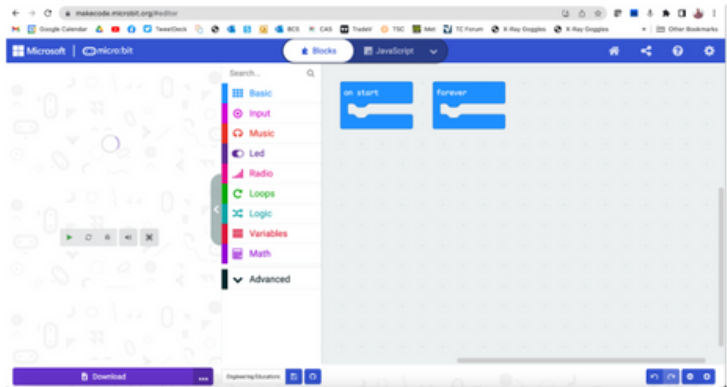 makecode.microbit.org/#editor
Google Calendar TweetDeck BCS CAS TradeV TSC Met TC Forum X-Ray Goggles X-Ray Goggles Other Bookmarks
Microsoft micro:bit Blocks JavaScript
Search...
Basic
Input
Music
Led
Radio
Loops
Logic
Variables
Math
Advanced
on start
forever
Download
EngineeringEducators